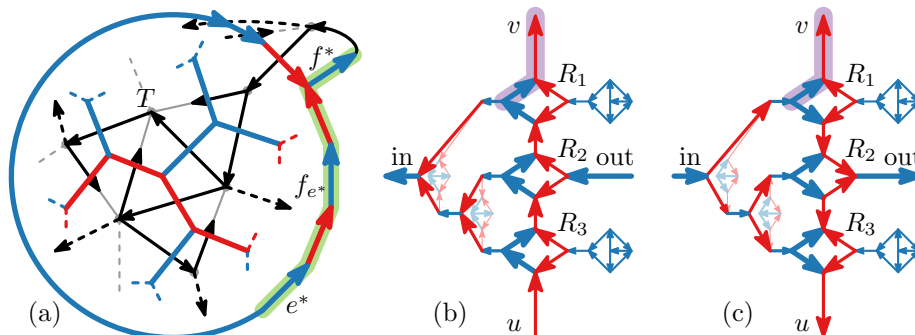 T
f*
f_{e*}
e*
(a)
v
R_1
in
R_2
out
R_3
u
(b)
v
R_1
in
R_2
out
R_3
u
(c)